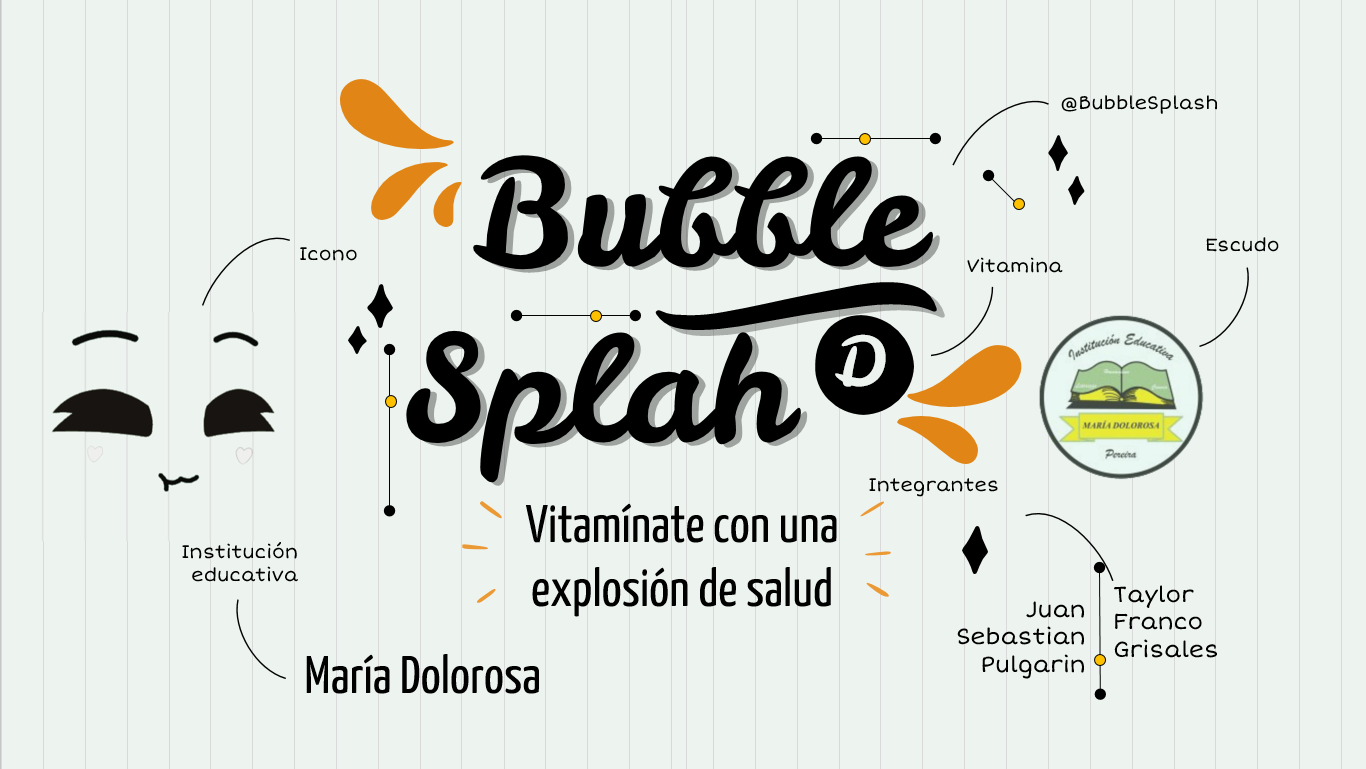 @BubbleSplash
Bubble
Icono
Vitamina
Escudo
Splah
D
Institución Educativa
MARÍA DOLOROSA
Pereira
Integrantes
Vitamínate con una
explosión de salud
Institución
educativa
María Dolorosa
Juan
Sebastian
Pulgarin
Taylor
Franco
Grisales